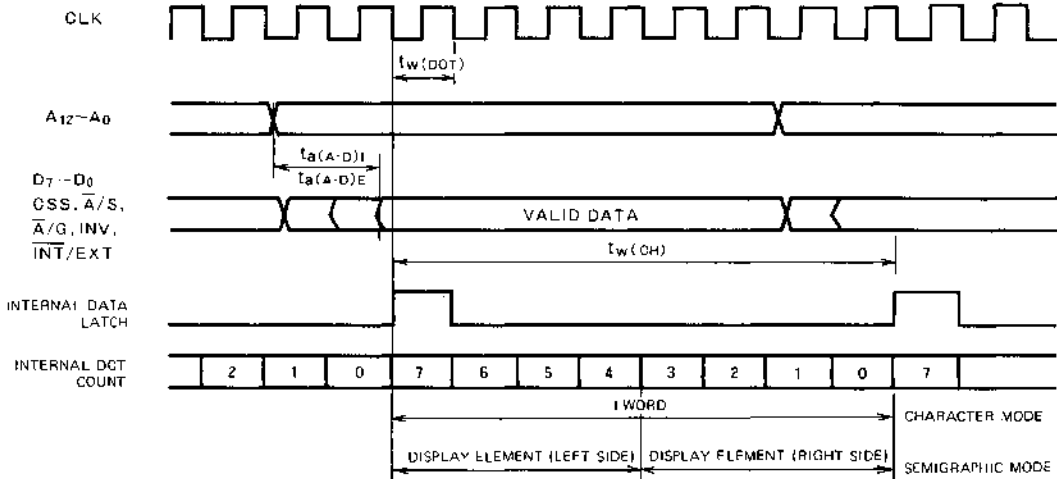 CLK
tw(DOT)
A12~A0
ta(A-D)I
ta(A-D)E
D7~D0
CSS, A̅/S,
A̅/G, INV,
I̅N̅T̅/EXT
VALID DATA
tw(CH)
INTERNAL DATA
LATCH
INTERNAL DOT
COUNT
2 1 0 7 6 5 4 3 2 1 0 7
1 WORD
CHARACTER MODE
DISPLAY ELEMENT (LEFT SIDE) DISPLAY ELEMENT (RIGHT SIDE)
SEMIGRAPHIC MODE